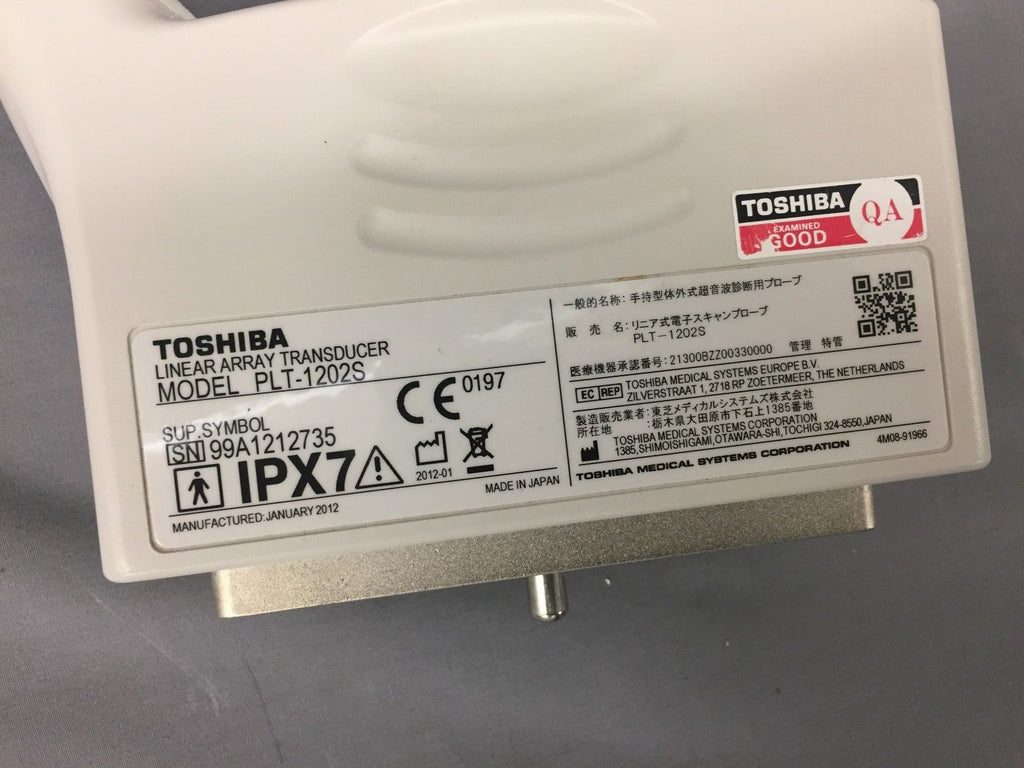 TOSHIBA
QA
EXAMINED
GOOD
TOSHIBA
LINEAR ARRAY TRANSDUCER
MODEL PLT-1202S
CE 0197
SUP.SYMBOL
SN 99A1212735
IPX7
2012-01
MADE IN JAPAN
MANUFACTURED:JANUARY 2012
一般的名称: 手持型体外式超音波診断用プローブ
販 売 名: リニア式電子スキャンプローブ
PLT-1202S
医療機器承認番号: 21300BZZ00330000 管理 特管
EC REP TOSHIBA MEDICAL SYSTEMS EUROPE B.V.
ZILVERSTRAAT 1, 2718 RP ZOETERMEER, THE NETHERLANDS
製造販売業者: 東芝メディカルシステムズ株式会社
所在地 : 栃木県大田原市下石上1385番地
TOSHIBA MEDICAL SYSTEMS CORPORATION
1385,SHIMOISHIGAMI,OTAWARA-SHI,TOCHIGI 324-8550,JAPAN
TOSHIBA MEDICAL SYSTEMS CORPORATION 4M08-91966